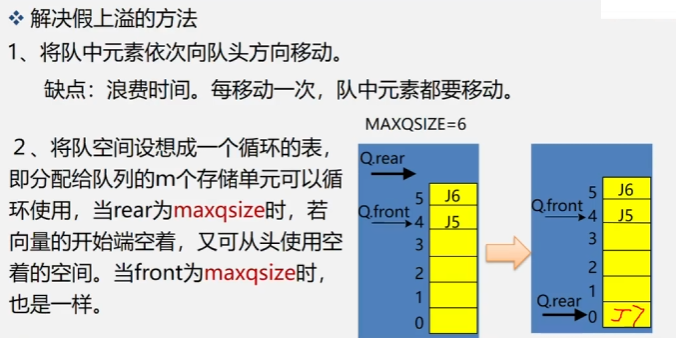 ❖ 解决假上溢的方法
1、将队中元素依次向队头方向移动。
缺点：浪费时间。每移动一次，队中元素都要移动。
2、将队空间设想成一个循环的表，
即分配给队列的m个存储单元可以循
环使用，当rear为maxqsize时，若
向量的开始端空着，又可从头使用空
着的空间。当front为maxqsize时，
也是一样。
MAXQSIZE=6
Q.rear
5 J6
Q.front 4 J5
3
2
1
0
5 J6
Q.front 4 J5
3
2
1
Q.rear 0 J7